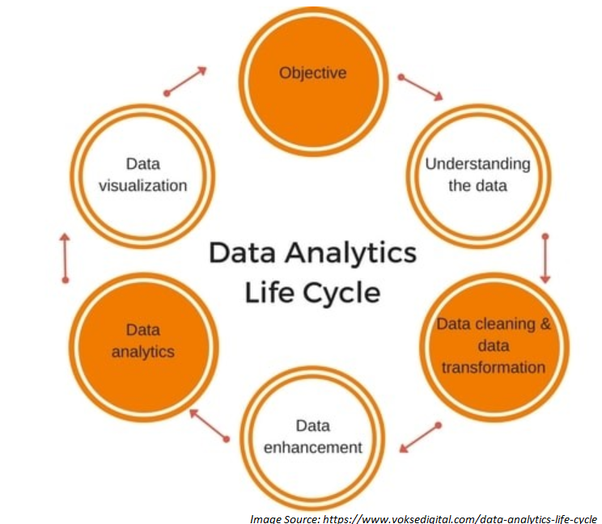 Objective
Understanding
the data
Data cleaning &
data
transformation
Data
enhancement
Data
analytics
Data
visualization
Data Analytics
Life Cycle
Image Source: https://www.voksedigital.com/data-analytics-life-cycle